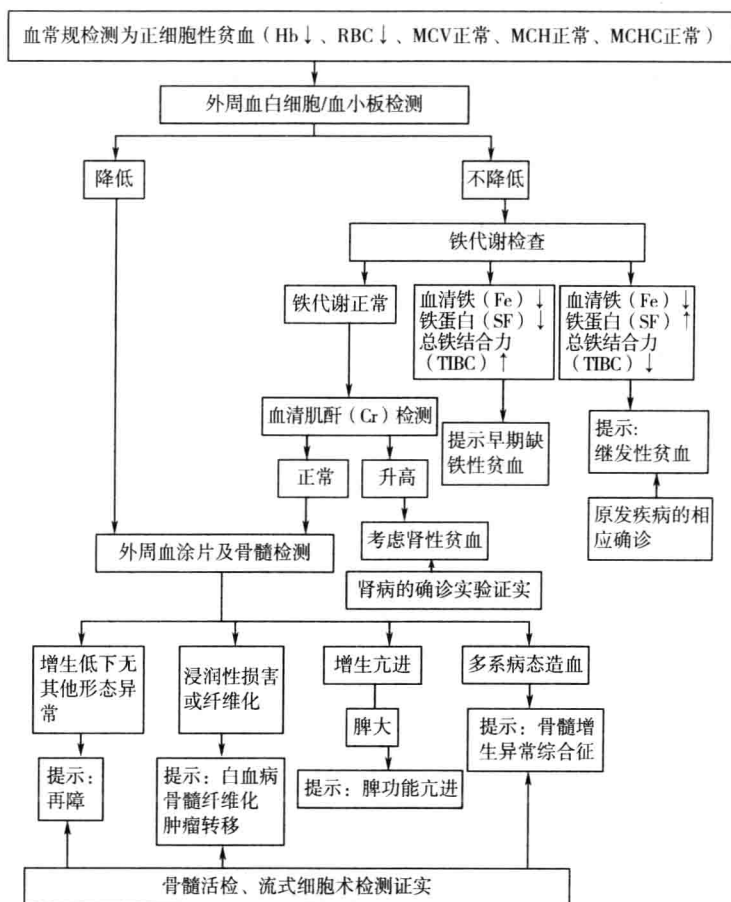 血常规检测为正细胞性贫血（Hb↓、RBC↓、MCV正常、MCH正常、MCHC正常）
外周血白细胞/血小板检测
降低
不降低
铁代谢检查
铁代谢正常
血清铁（Fe）↓
铁蛋白（SF）↓
总铁结合力
（TIBC）↑
血清铁（Fe）↓
铁蛋白（SF）↑
总铁结合力
（TIBC）↓
血清肌酐（Cr）检测
提示早期缺
铁性贫血
提示：
继发性贫血
正常
升高
原发疾病的相
应确诊
外周血涂片及骨髓检测
考虑肾性贫血
肾病的确诊实验证实
增生低下无
其他形态异
常
浸润性损害
或纤维化
增生亢进
多系病态造血
脾大
提示：骨髓增
生异常综合征
提示：
再障
提示：白血病
骨髓纤维化
肿瘤转移
提示：脾功能亢进
骨髓活检、流式细胞术检测证实